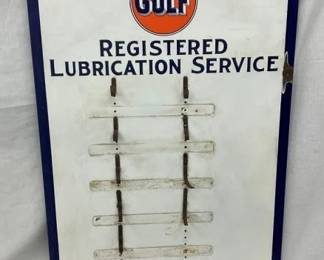 GULF
REGISTERED
LUBRICATION SERVICE